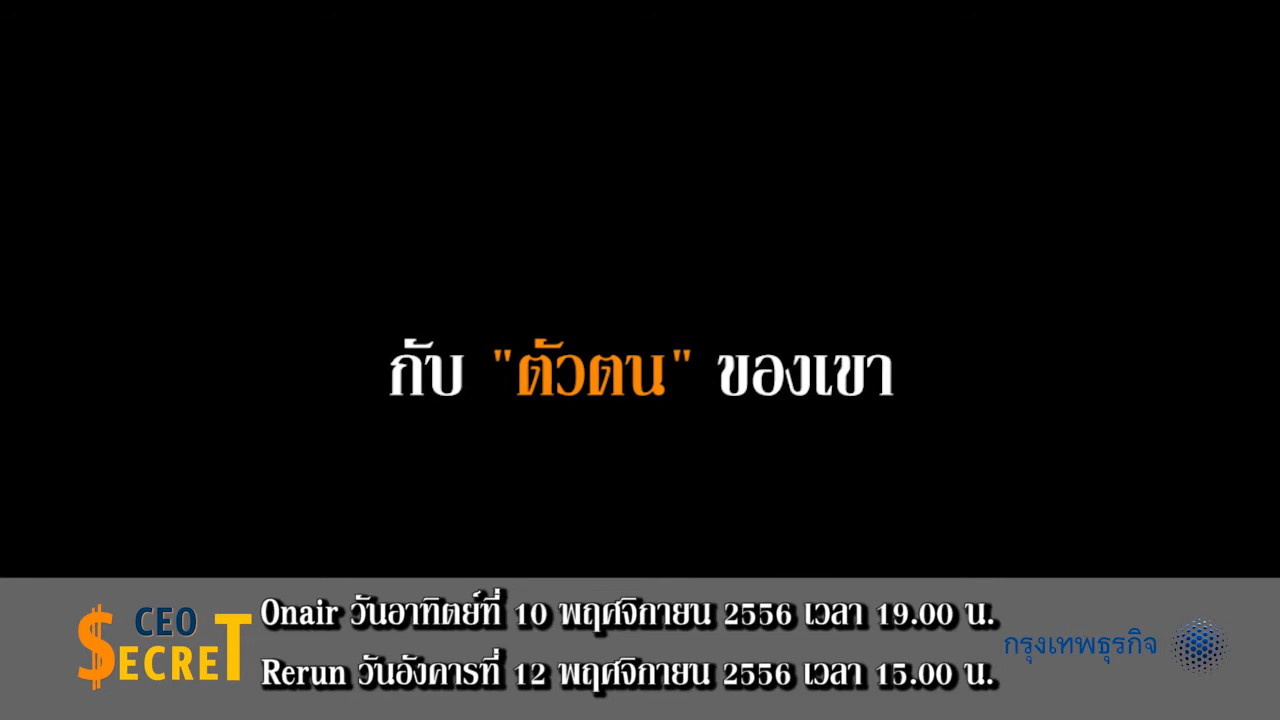 กับ "ตัวตน" ของเขา
CEO
$ECRET
Onair วันอาทิตย์ที่ 10 พฤศจิกายน 2556 เวลา 19.00 น.
Rerun วันอังคารที่ 12 พฤศจิกายน 2556 เวลา 15.00 น.
กรุงเทพธุรกิจ